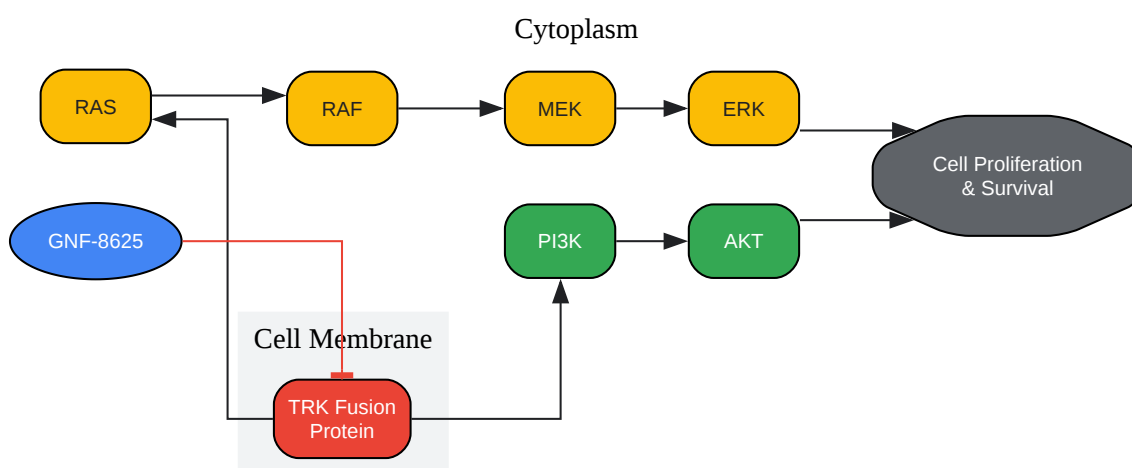 Cytoplasm
RAS
RAF
MEK
ERK
Cell Proliferation
& Survival
GNF-8625
PI3K
AKT
Cell Membrane
TRK Fusion
Protein